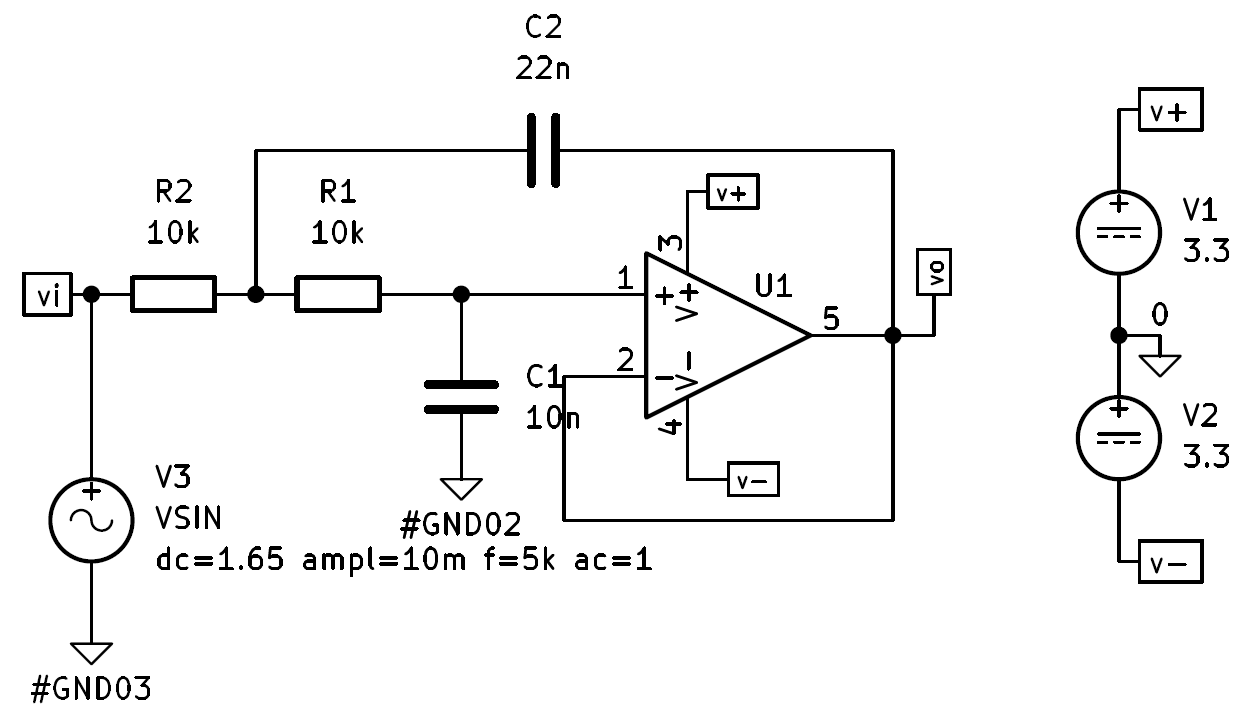 C2
22n
v+
R2
R1
10k
10k
v+
V1
3.3
3
vi
1
U1
vo
+
+
V+
5
0
2
C1
10n
-
V-
4
V2
3.3
V3
v-
VSIN
#GND02
dc=1.65 ampl=10m f=5k ac=1
v-
#GND03